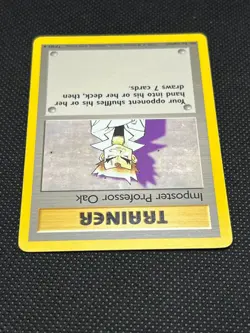 TRAINER
Imposter Professor Oak
Your opponent shuffles his or her
hand into his or her deck, then
draws 7 cards.